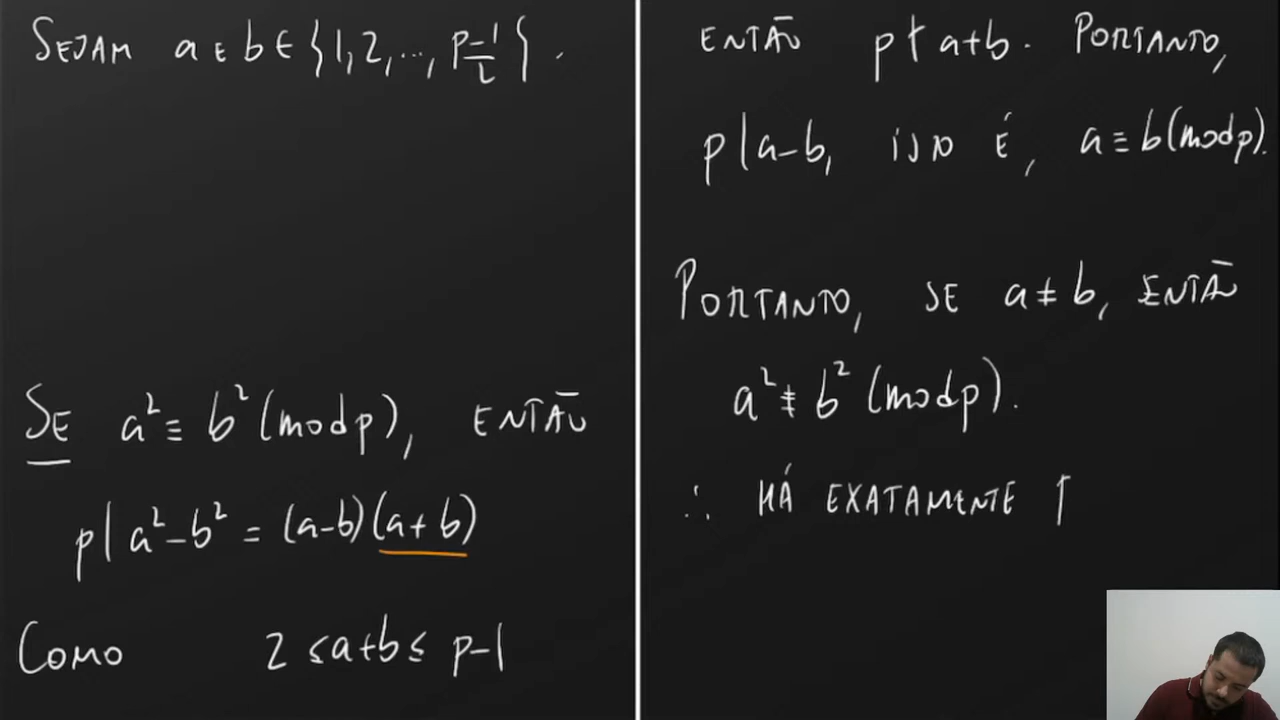 SEJAM a E b ∈ {1, 2, ..., \frac{p-1}{2}}.
SE a² ≡ b² (mod p), ENTÃO
p | a² - b² = (a-b)(a+b)
COMO 2 ≤ a+b ≤ p-1
ENTÃO p ∤ a+b. PORTANTO,
p | a-b, ISTO É, a ≡ b (mod p).
PORTANTO, SE a ≠ b, ENTÃO
a² ≢ b² (mod p).
∴ HÁ EXATAMENTE